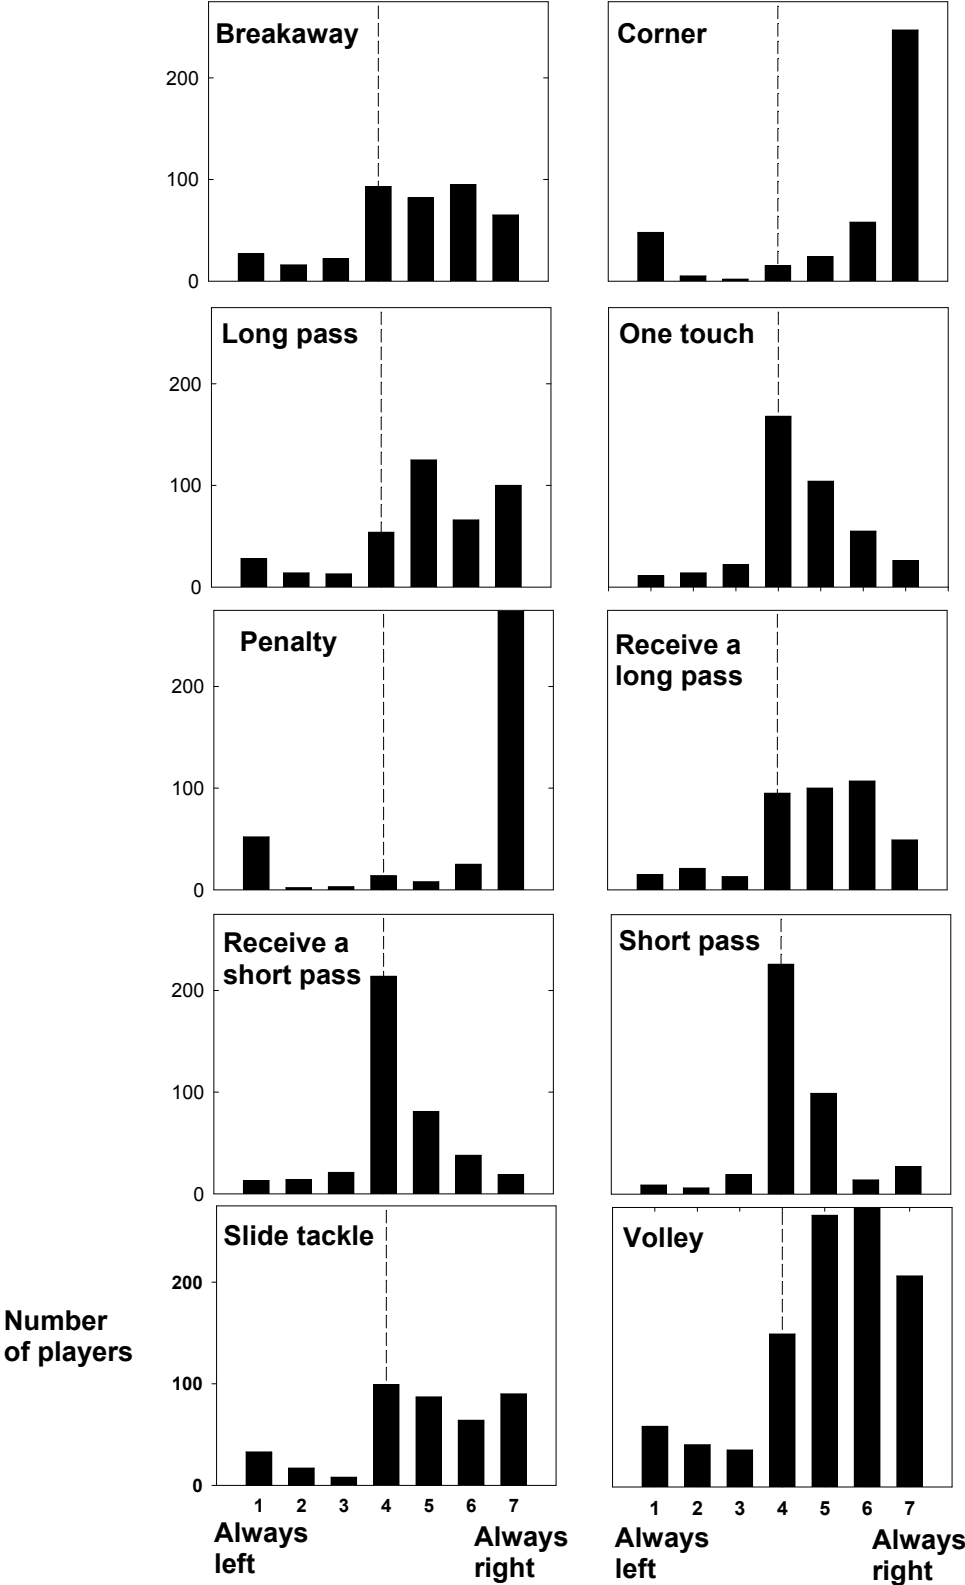 Breakaway
200
100
0
Corner
Long pass
200
100
0
One touch
Penalty
200
100
0
Receive a
long pass
Receive a
short pass
200
100
0
Short pass
Slide tackle
200
100
0
Volley
Number
of players
1 2 3 4 5 6 7
Always
left
Always
right
1 2 3 4 5 6 7
Always
left
Always
right